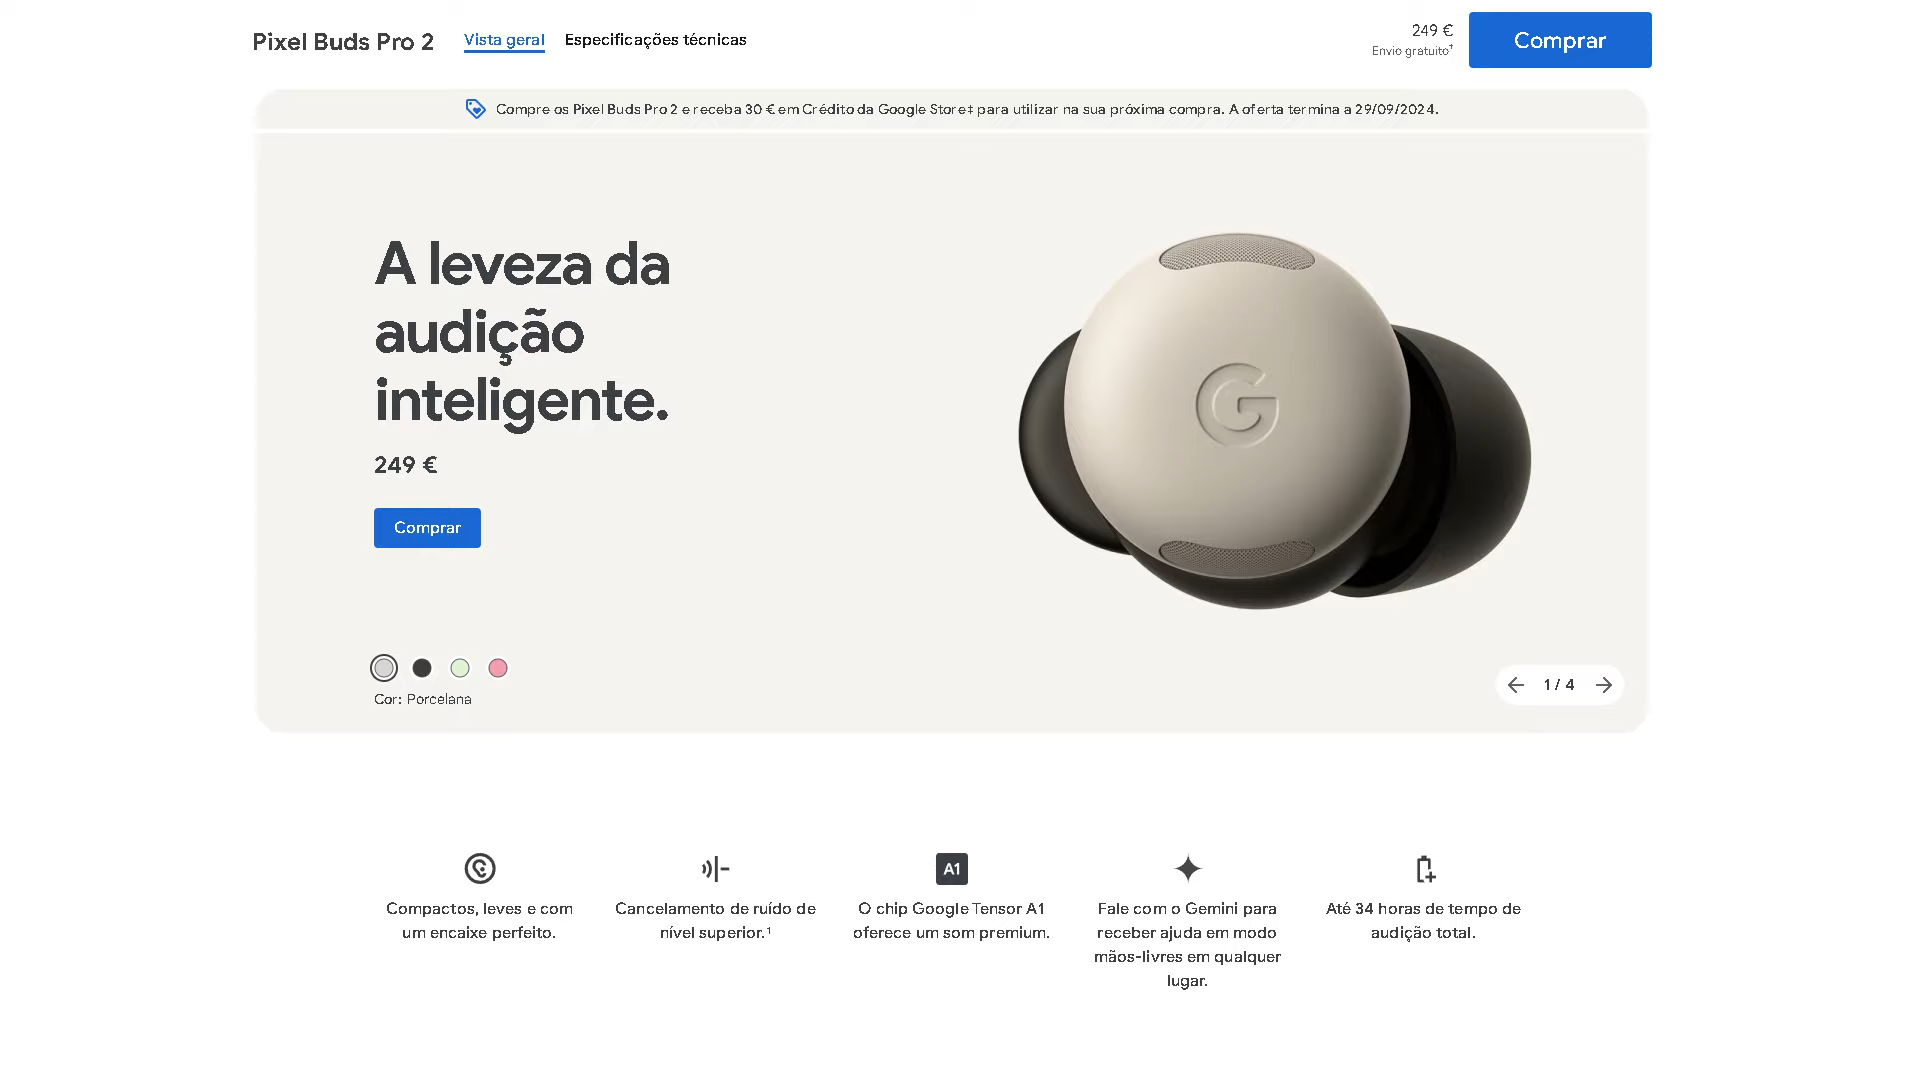 Pixel Buds Pro 2
Vista geral
Especificações técnicas
249 €
Envio gratuito†
Comprar
Compre os Pixel Buds Pro 2 e receba 30 € em Crédito da Google Store‡ para utilizar na sua próxima compra. A oferta termina a 29/09/2024.
A leveza da
audição
inteligente.
249 €
Comprar
G
Cor: Porcelana
1 / 4
A1
Compactos, leves e com
um encaixe perfeito.
Cancelamento de ruído de
nível superior.¹
O chip Google Tensor A1
oferece um som premium.
Fale com o Gemini para
receber ajuda em modo
mãos-livres em qualquer
lugar.
Até 34 horas de tempo de
audição total.